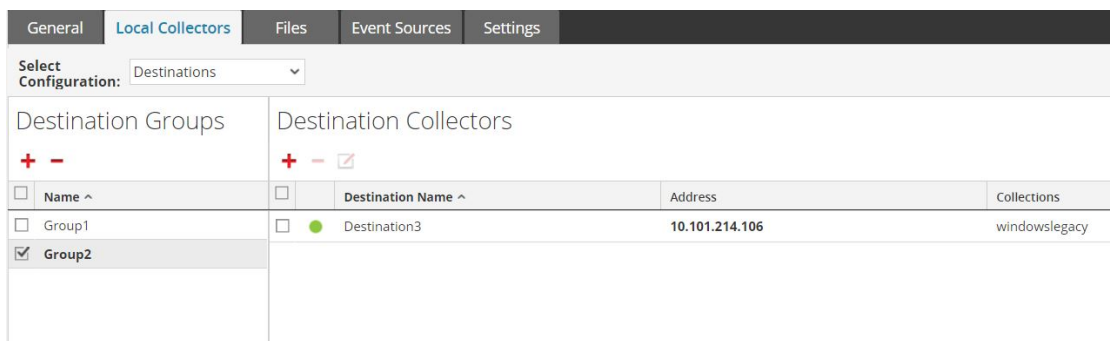 General Local Collectors Files Event Sources Settings
Select
Configuration: Destinations
Destination Groups Destination Collectors
Name Destination Name Address Collections
Group1 Destination3 10.101.214.106 windowslegacy
Group2